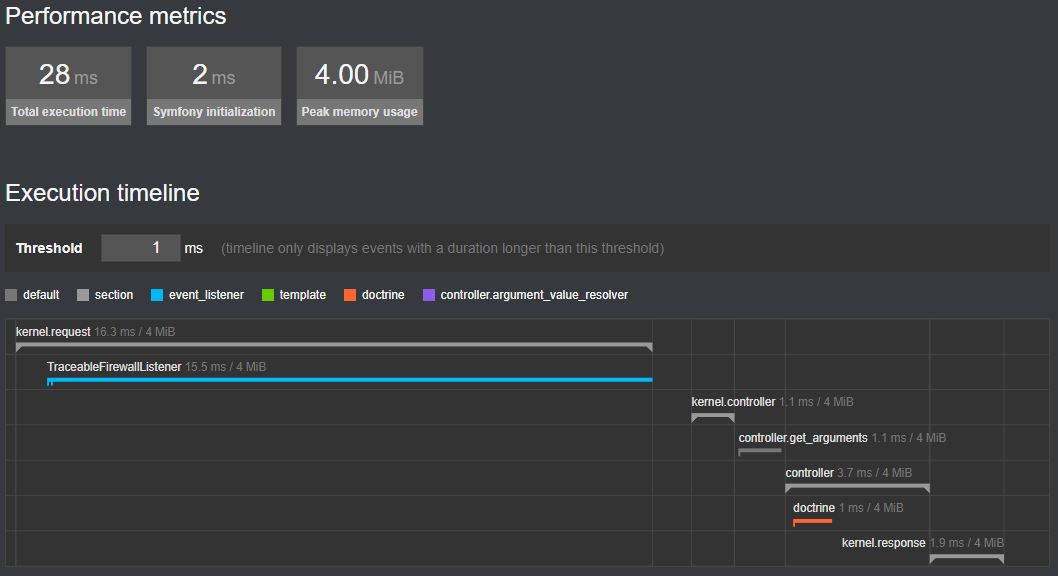 Performance metrics
28 ms
Total execution time
2 ms
Symfony initialization
4.00 MiB
Peak memory usage
Execution timeline
Threshold 1 ms (timeline only displays events with a duration longer than this threshold)
default section event_listener template doctrine controller.argument_value_resolver
kernel.request 16.3 ms / 4 MiB
TraceableFirewallListener 15.5 ms / 4 MiB
kernel.controller 1.1 ms / 4 MiB
controller.get_arguments 1.1 ms / 4 MiB
controller 3.7 ms / 4 MiB
doctrine 1 ms / 4 MiB
kernel.response 1.9 ms / 4 MiB